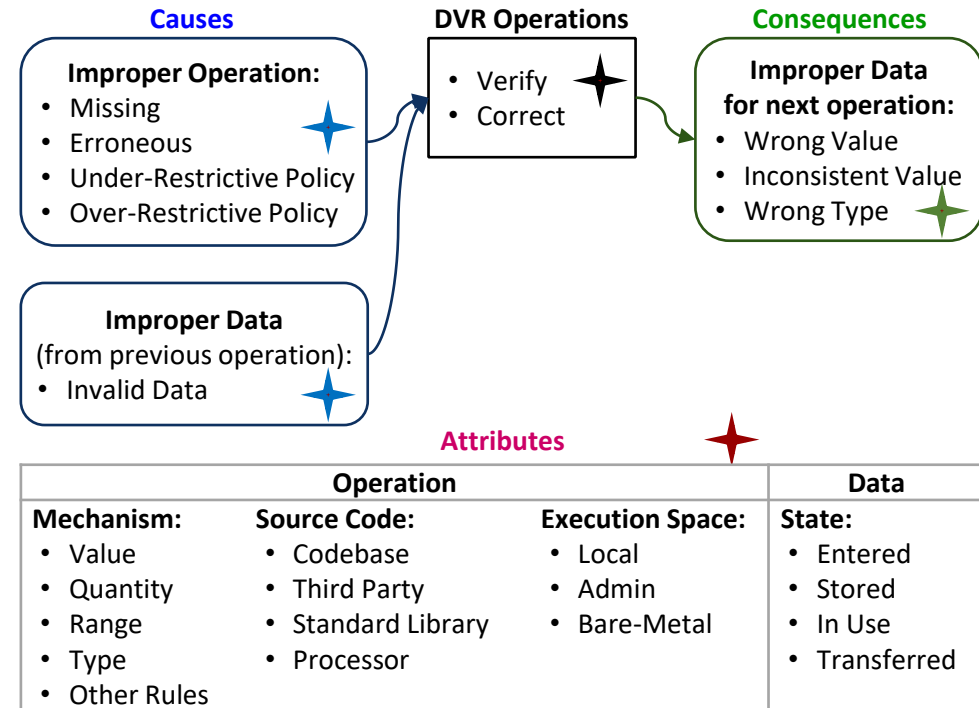 Causes
DVR Operations
Consequences
Improper Operation:
• Missing
• Erroneous
• Under-Restrictive Policy
• Over-Restrictive Policy
• Verify
• Correct
Improper Data
for next operation:
• Wrong Value
• Inconsistent Value
• Wrong Type
Improper Data
(from previous operation):
• Invalid Data
Attributes
Operation
Data
Mechanism:
• Value
• Quantity
• Range
• Type
• Other Rules
Source Code:
• Codebase
• Third Party
• Standard Library
• Processor
Execution Space:
• Local
• Admin
• Bare-Metal
State:
• Entered
• Stored
• In Use
• Transferred